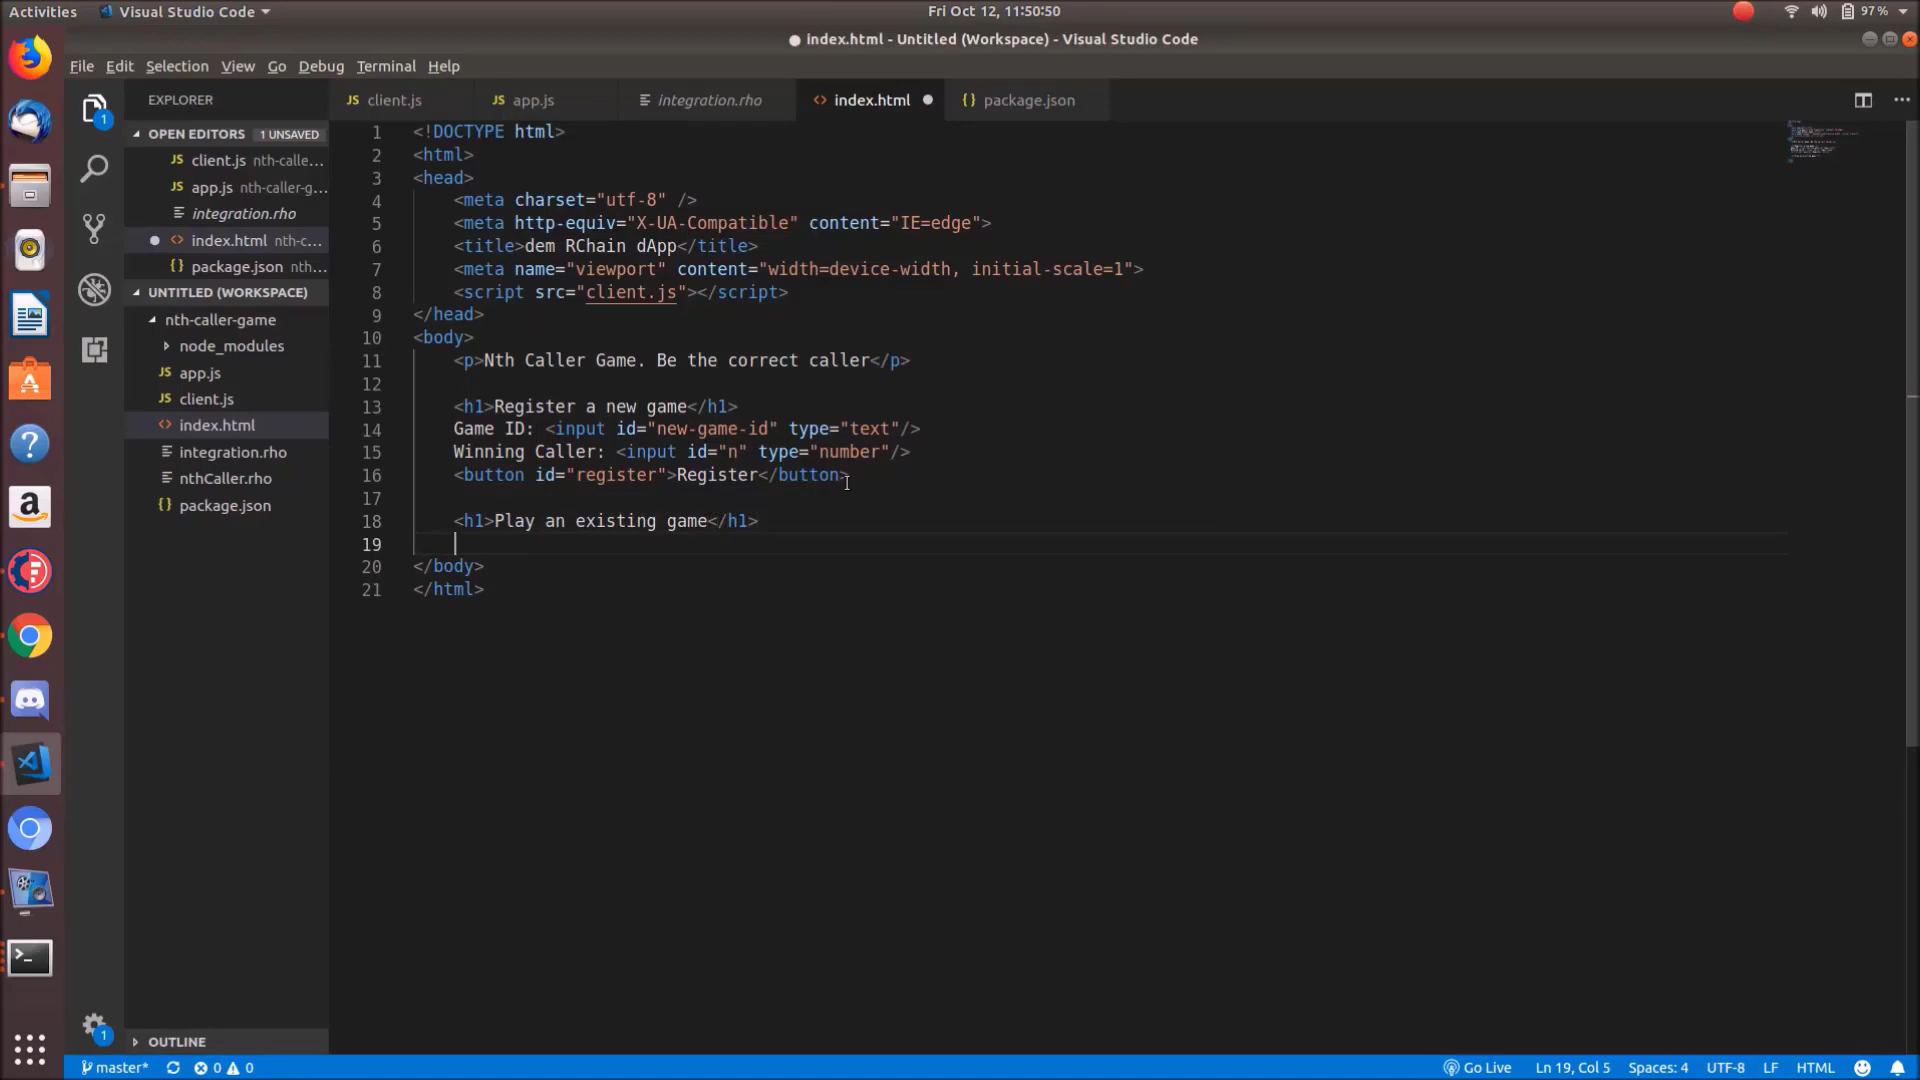 Activities Visual Studio Code Fri Oct 12, 11:50:50 97%
index.html - Untitled (Workspace) - Visual Studio Code
File Edit Selection View Go Debug Terminal Help
EXPLORER
OPEN EDITORS 1 UNSAVED
JS client.js nth-calle...
JS app.js nth-caller-g...
integration.rho
<> index.html nth-c...
{} package.json nth...
UNTITLED (WORKSPACE)
nth-caller-game
node_modules
JS app.js
JS client.js
<> index.html
integration.rho
nthCaller.rho
package.json
OUTLINE
1
1
JS client.js JS app.js integration.rho <> index.html {} package.json
1 <!DOCTYPE html>
2 <html>
3 <head>
4 <meta charset="utf-8" />
5 <meta http-equiv="X-UA-Compatible" content="IE=edge">
6 <title>dem RChain dApp</title>
7 <meta name="viewport" content="width=device-width, initial-scale=1">
8 <script src="client.js"></script>
9 </head>
10 <body>
11 <p>Nth Caller Game. Be the correct caller</p>
12
13 <h1>Register a new game</h1>
14 Game ID: <input id="new-game-id" type="text"/>
15 Winning Caller: <input id="n" type="number"/>
16 <button id="register">Register</button>
17
18 <h1>Play an existing game</h1>
19
20 </body>
21 </html>
master* 0 0 Go Live Ln 19, Col 5 Spaces: 4 UTF-8 LF HTML